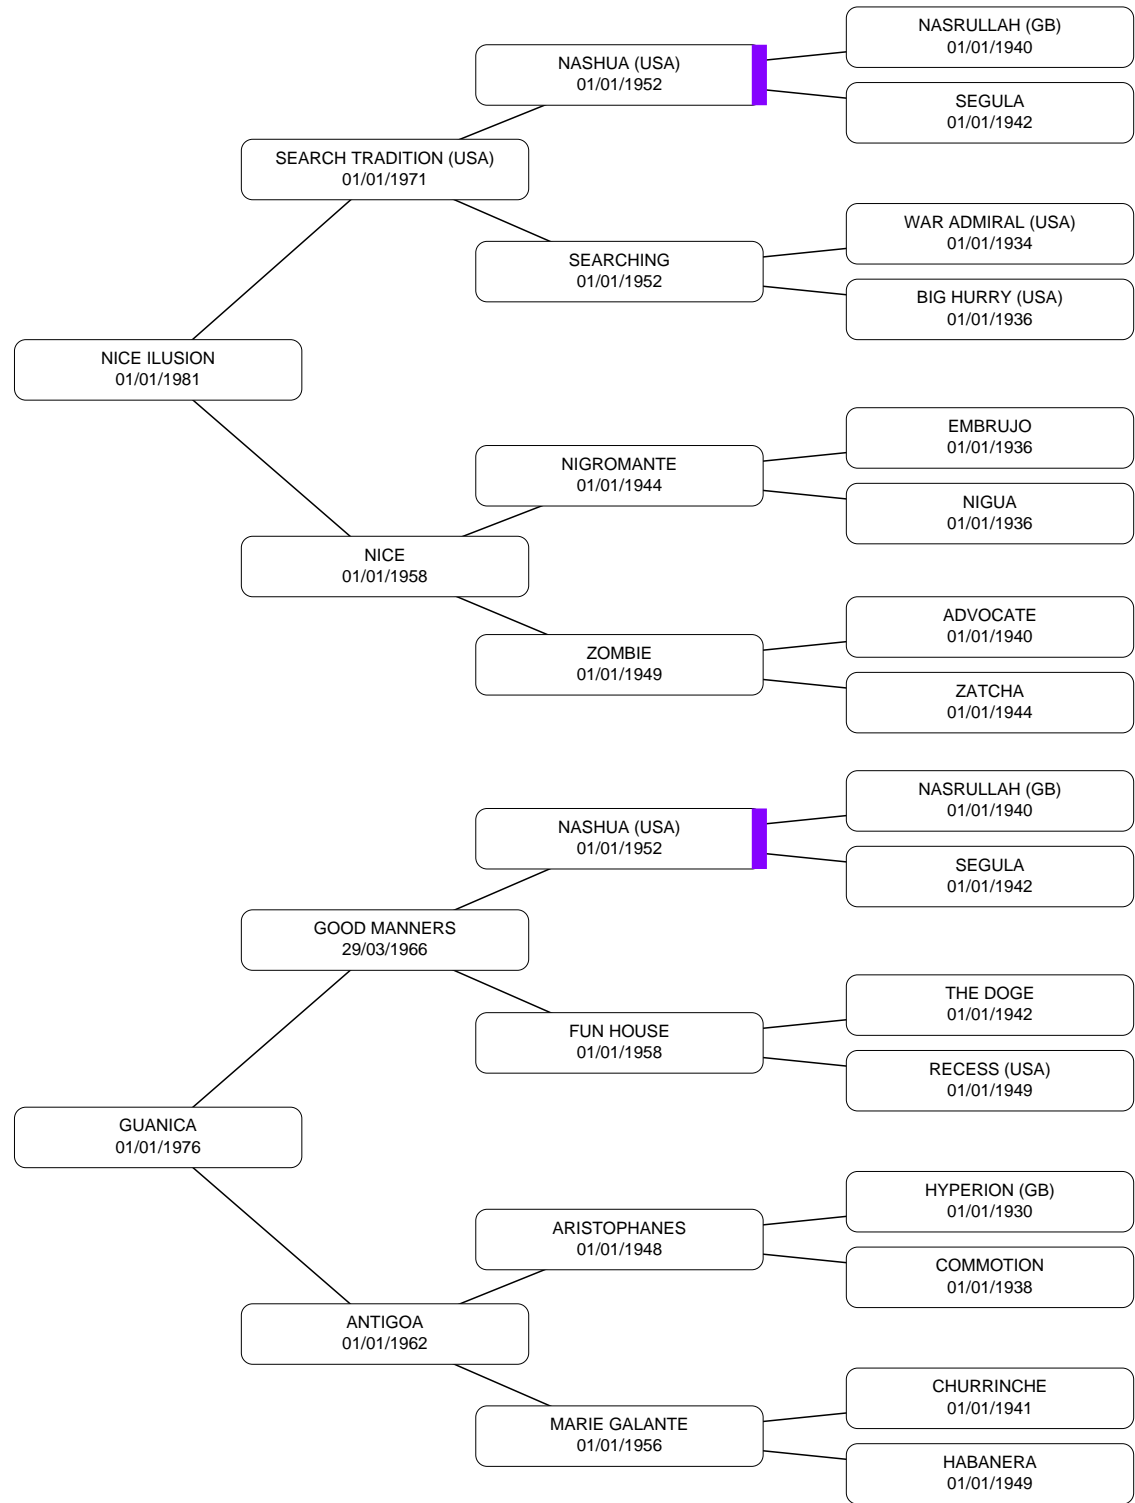 NASRULLAH (GB)
01/01/1940
NASHUA (USA)
01/01/1952
SEGULA
01/01/1942
SEARCH TRADITION (USA)
01/01/1971
WAR ADMIRAL (USA)
01/01/1934
SEARCHING
01/01/1952
BIG HURRY (USA)
01/01/1936
NICE ILUSION
01/01/1981
EMBRUJO
01/01/1936
NIGROMANTE
01/01/1944
NIGUA
01/01/1936
NICE
01/01/1958
ADVOCATE
01/01/1940
ZOMBIE
01/01/1949
ZATCHA
01/01/1944
NASRULLAH (GB)
01/01/1940
NASHUA (USA)
01/01/1952
SEGULA
01/01/1942
GOOD MANNERS
29/03/1966
THE DOGE
01/01/1942
FUN HOUSE
01/01/1958
RECESS (USA)
01/01/1949
GUANICA
01/01/1976
HYPERION (GB)
01/01/1930
ARISTOPHANES
01/01/1948
COMMOTION
01/01/1938
ANTIGOA
01/01/1962
CHURRINCHE
01/01/1941
MARIE GALANTE
01/01/1956
HABANERA
01/01/1949